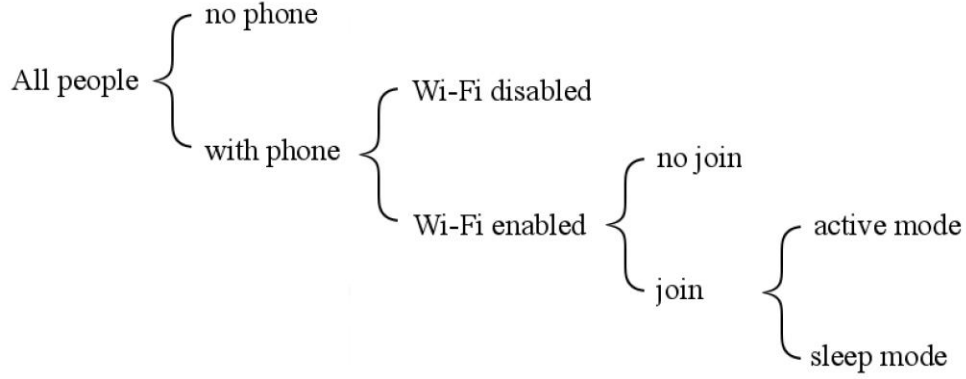 no phone
All people
Wi-Fi disabled
with phone
no join
Wi-Fi enabled
active mode
join
sleep mode